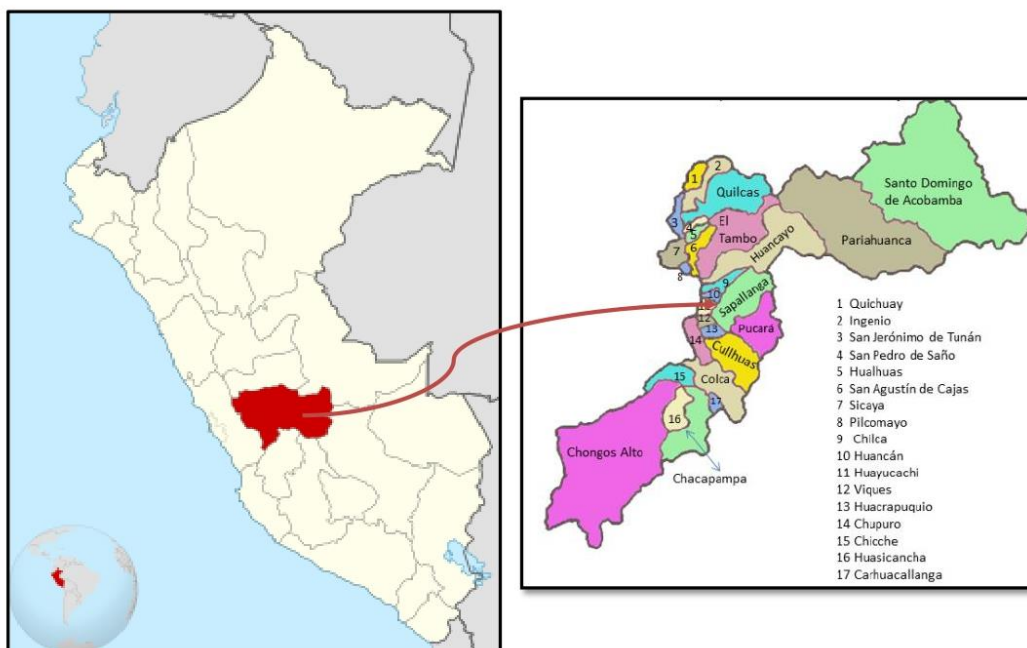 1
2
Quilcas
Santo Domingo
de Acobamba
3
4
5
El
Tambo
6
7
8
Huancayo
Pariahuanca
9
10
Sapallanga
12
13
Pucará
14
Cullhuas
15
Colca
16
17
Chongos Alto
Chacapampa
1 Quichuay
2 Ingenio
3 San Jerónimo de Tunán
4 San Pedro de Saño
5 Hualhuas
6 San Agustín de Cajas
7 Sicaya
8 Pilcomayo
9 Chilca
10 Huancán
11 Huayucachi
12 Viques
13 Huacrapuquio
14 Chupuro
15 Chicche
16 Huasicancha
17 Carhuacallanga